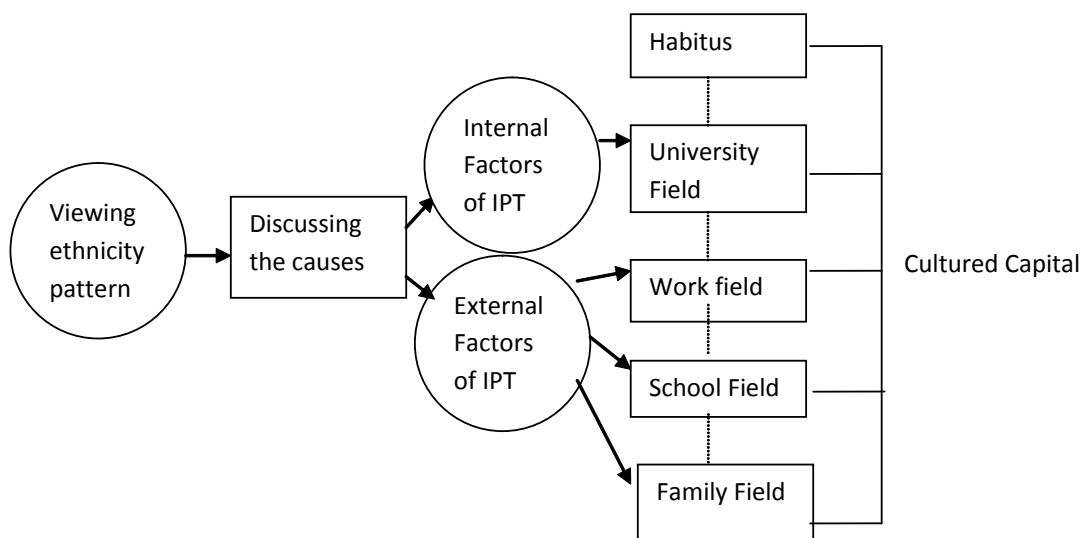 Viewing
ethnicity
pattern
Discussing
the causes
Internal
Factors
of IPT
External
Factors
of IPT
Habitus
University
Field
Work field
School Field
Family Field
Cultured Capital